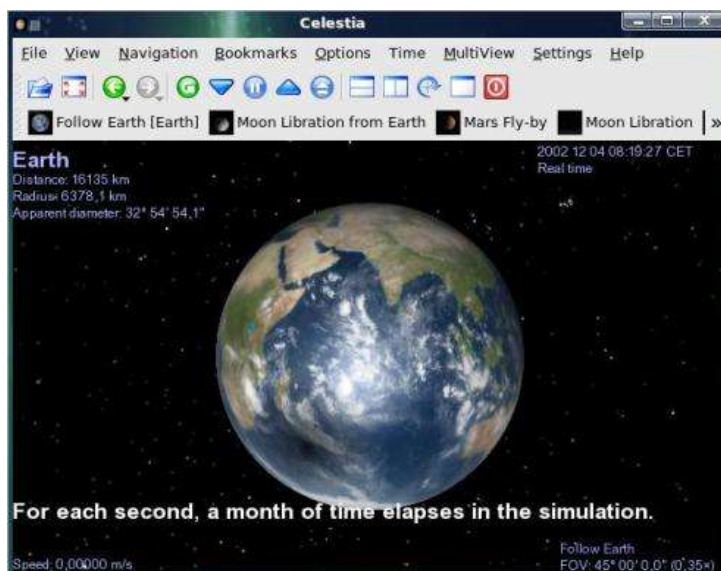 Celestia
File View Navigation Bookmarks Options Time MultiView Settings Help
Follow Earth [Earth] Moon Libration from Earth Mars Fly-by Moon Libration »
Earth
Distance: 16135 km
Radius: 6378,1 km
Apparent diameter: 32° 54' 54,1"
2002 12 04 08:19:27 CET
Real time
For each second, a month of time elapses in the simulation.
Speed: 0,00000 m/s
Follow Earth
FOV: 45° 00' 0,0" (0,35×)